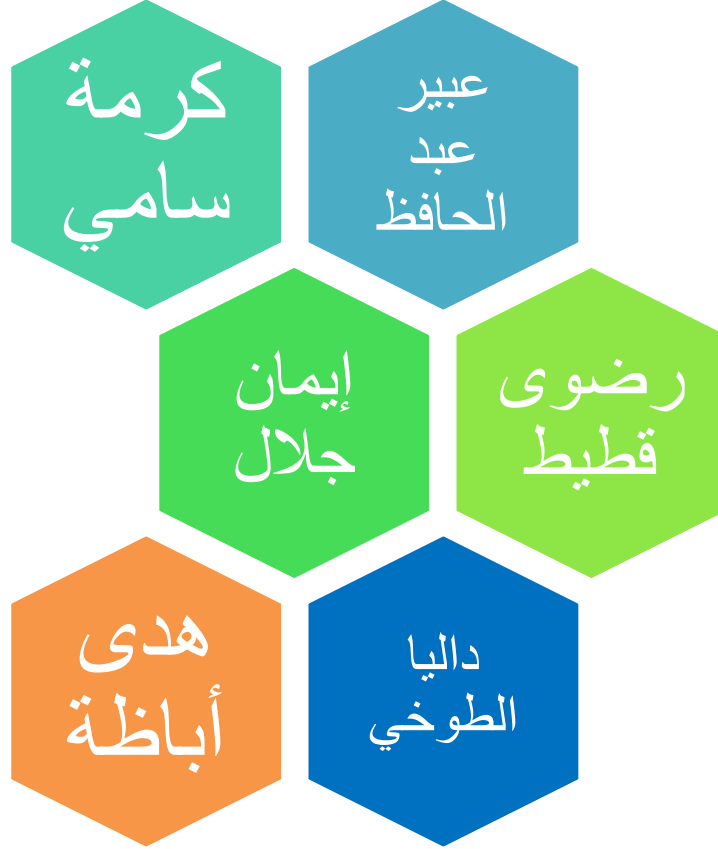 عبير
عبد
الحافظ
كرمة
سامي
رضوى
قطيط
إيمان
جلال
داليا
الطوخي
هدى
أباظة